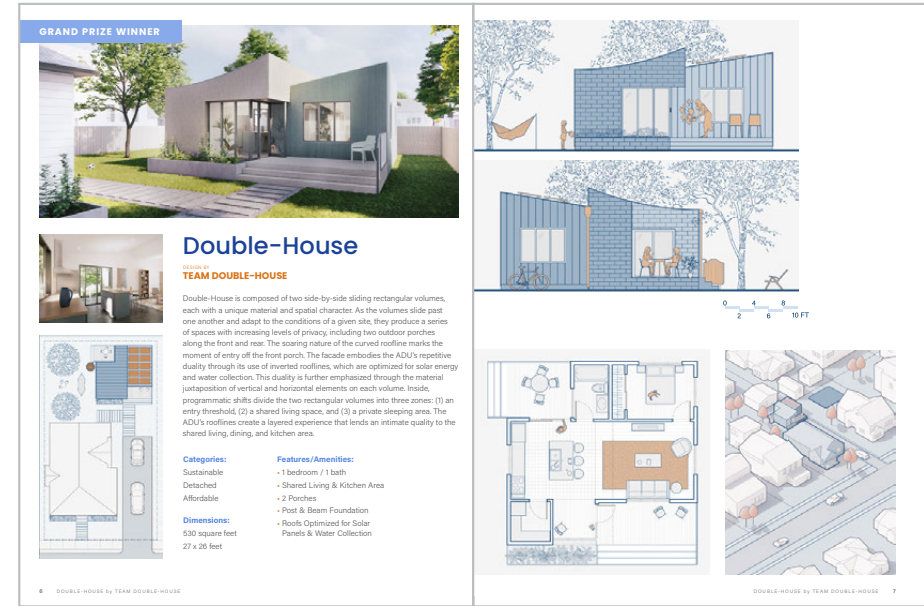 GRAND PRIZE WINNER
Double-House
DESIGN BY
TEAM DOUBLE-HOUSE
Double-House is composed of two side-by-side sliding rectangular volumes,
each with a unique material and spatial character. As the volumes slide past
one another and adapt to the conditions of a given site, they produce a series
of spaces with increasing levels of privacy, including two outdoor porches
along the front and rear. The soaring nature of the curved roofline marks the
moment of entry off the front porch. The facade embodies the ADU's repetitive
duality through its use of inverted rooflines, which are optimized for solar energy
and water collection. This duality is further emphasized through the material
juxtaposition of vertical and horizontal elements on each volume. Inside,
programmatic shifts divide the two rectangular volumes into three zones: (1) an
entry threshold, (2) a shared living space, and (3) a private sleeping area. The
ADU's rooflines create a layered experience that lends an intimate quality to the
shared living, dining, and kitchen area.
Categories:
Sustainable
Detached
Affordable
Dimensions:
530 square feet
27 x 26 feet
Features/Amenities:
• 1 bedroom / 1 bath
• Shared Living & Kitchen Area
• 2 Porches
• Post & Beam Foundation
• Roofs Optimized for Solar
Panels & Water Collection
6 DOUBLE-HOUSE by TEAM DOUBLE-HOUSE
0 4 8
2 6 10 FT
DOUBLE-HOUSE by TEAM DOUBLE-HOUSE 7